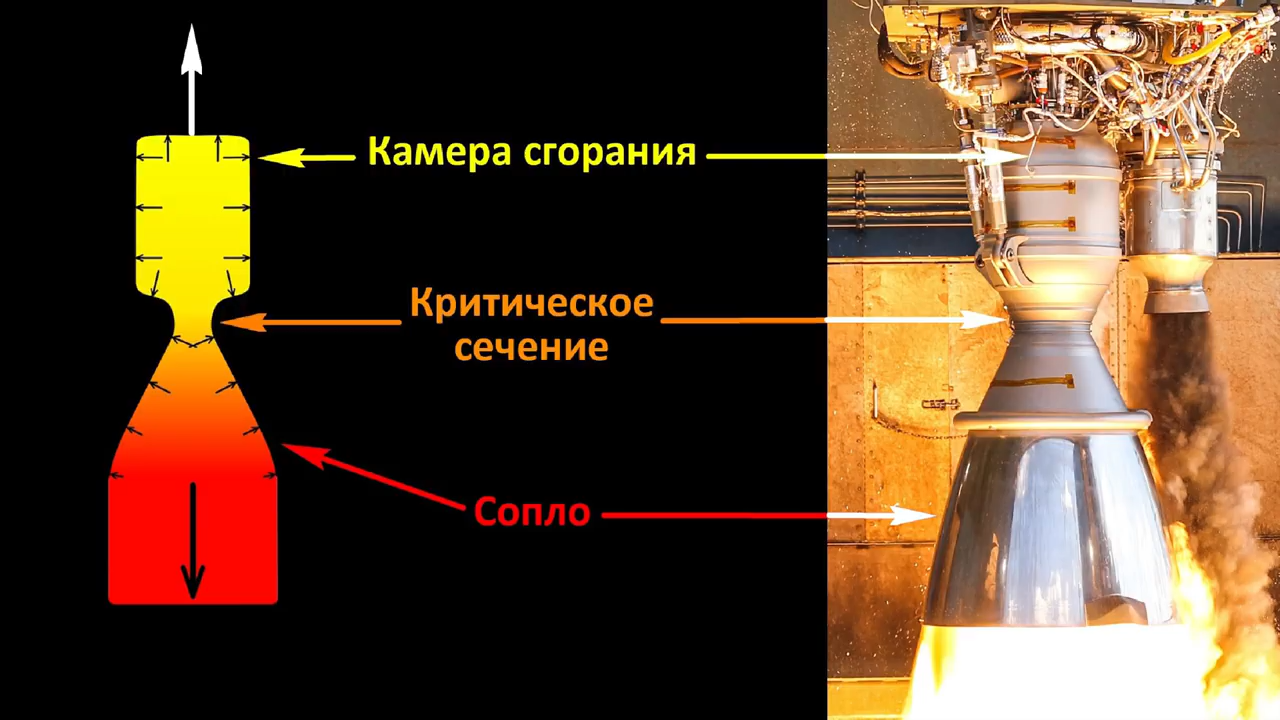 Камера сгорания
Критическое
сечение
Сопло